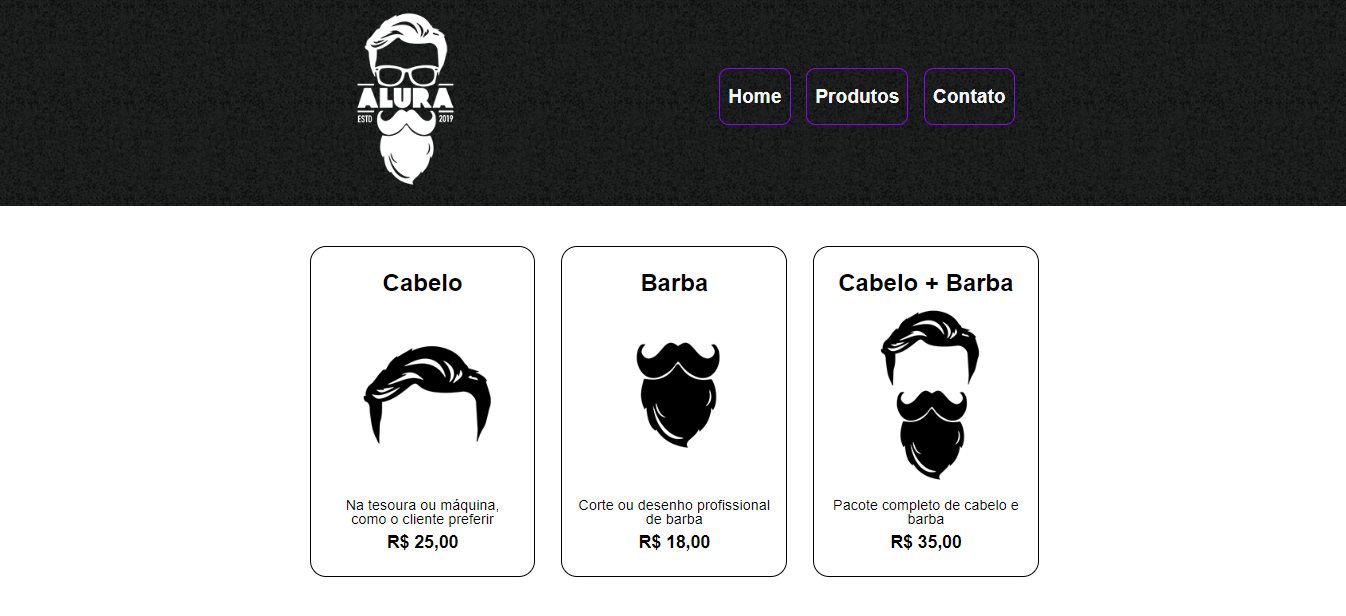 ALURA
ESTD 2019
Home Produtos Contato
Cabelo
Na tesoura ou máquina,
como o cliente preferir
R$ 25,00
Barba
Corte ou desenho profissional
de barba
R$ 18,00
Cabelo + Barba
Pacote completo de cabelo e
barba
R$ 35,00